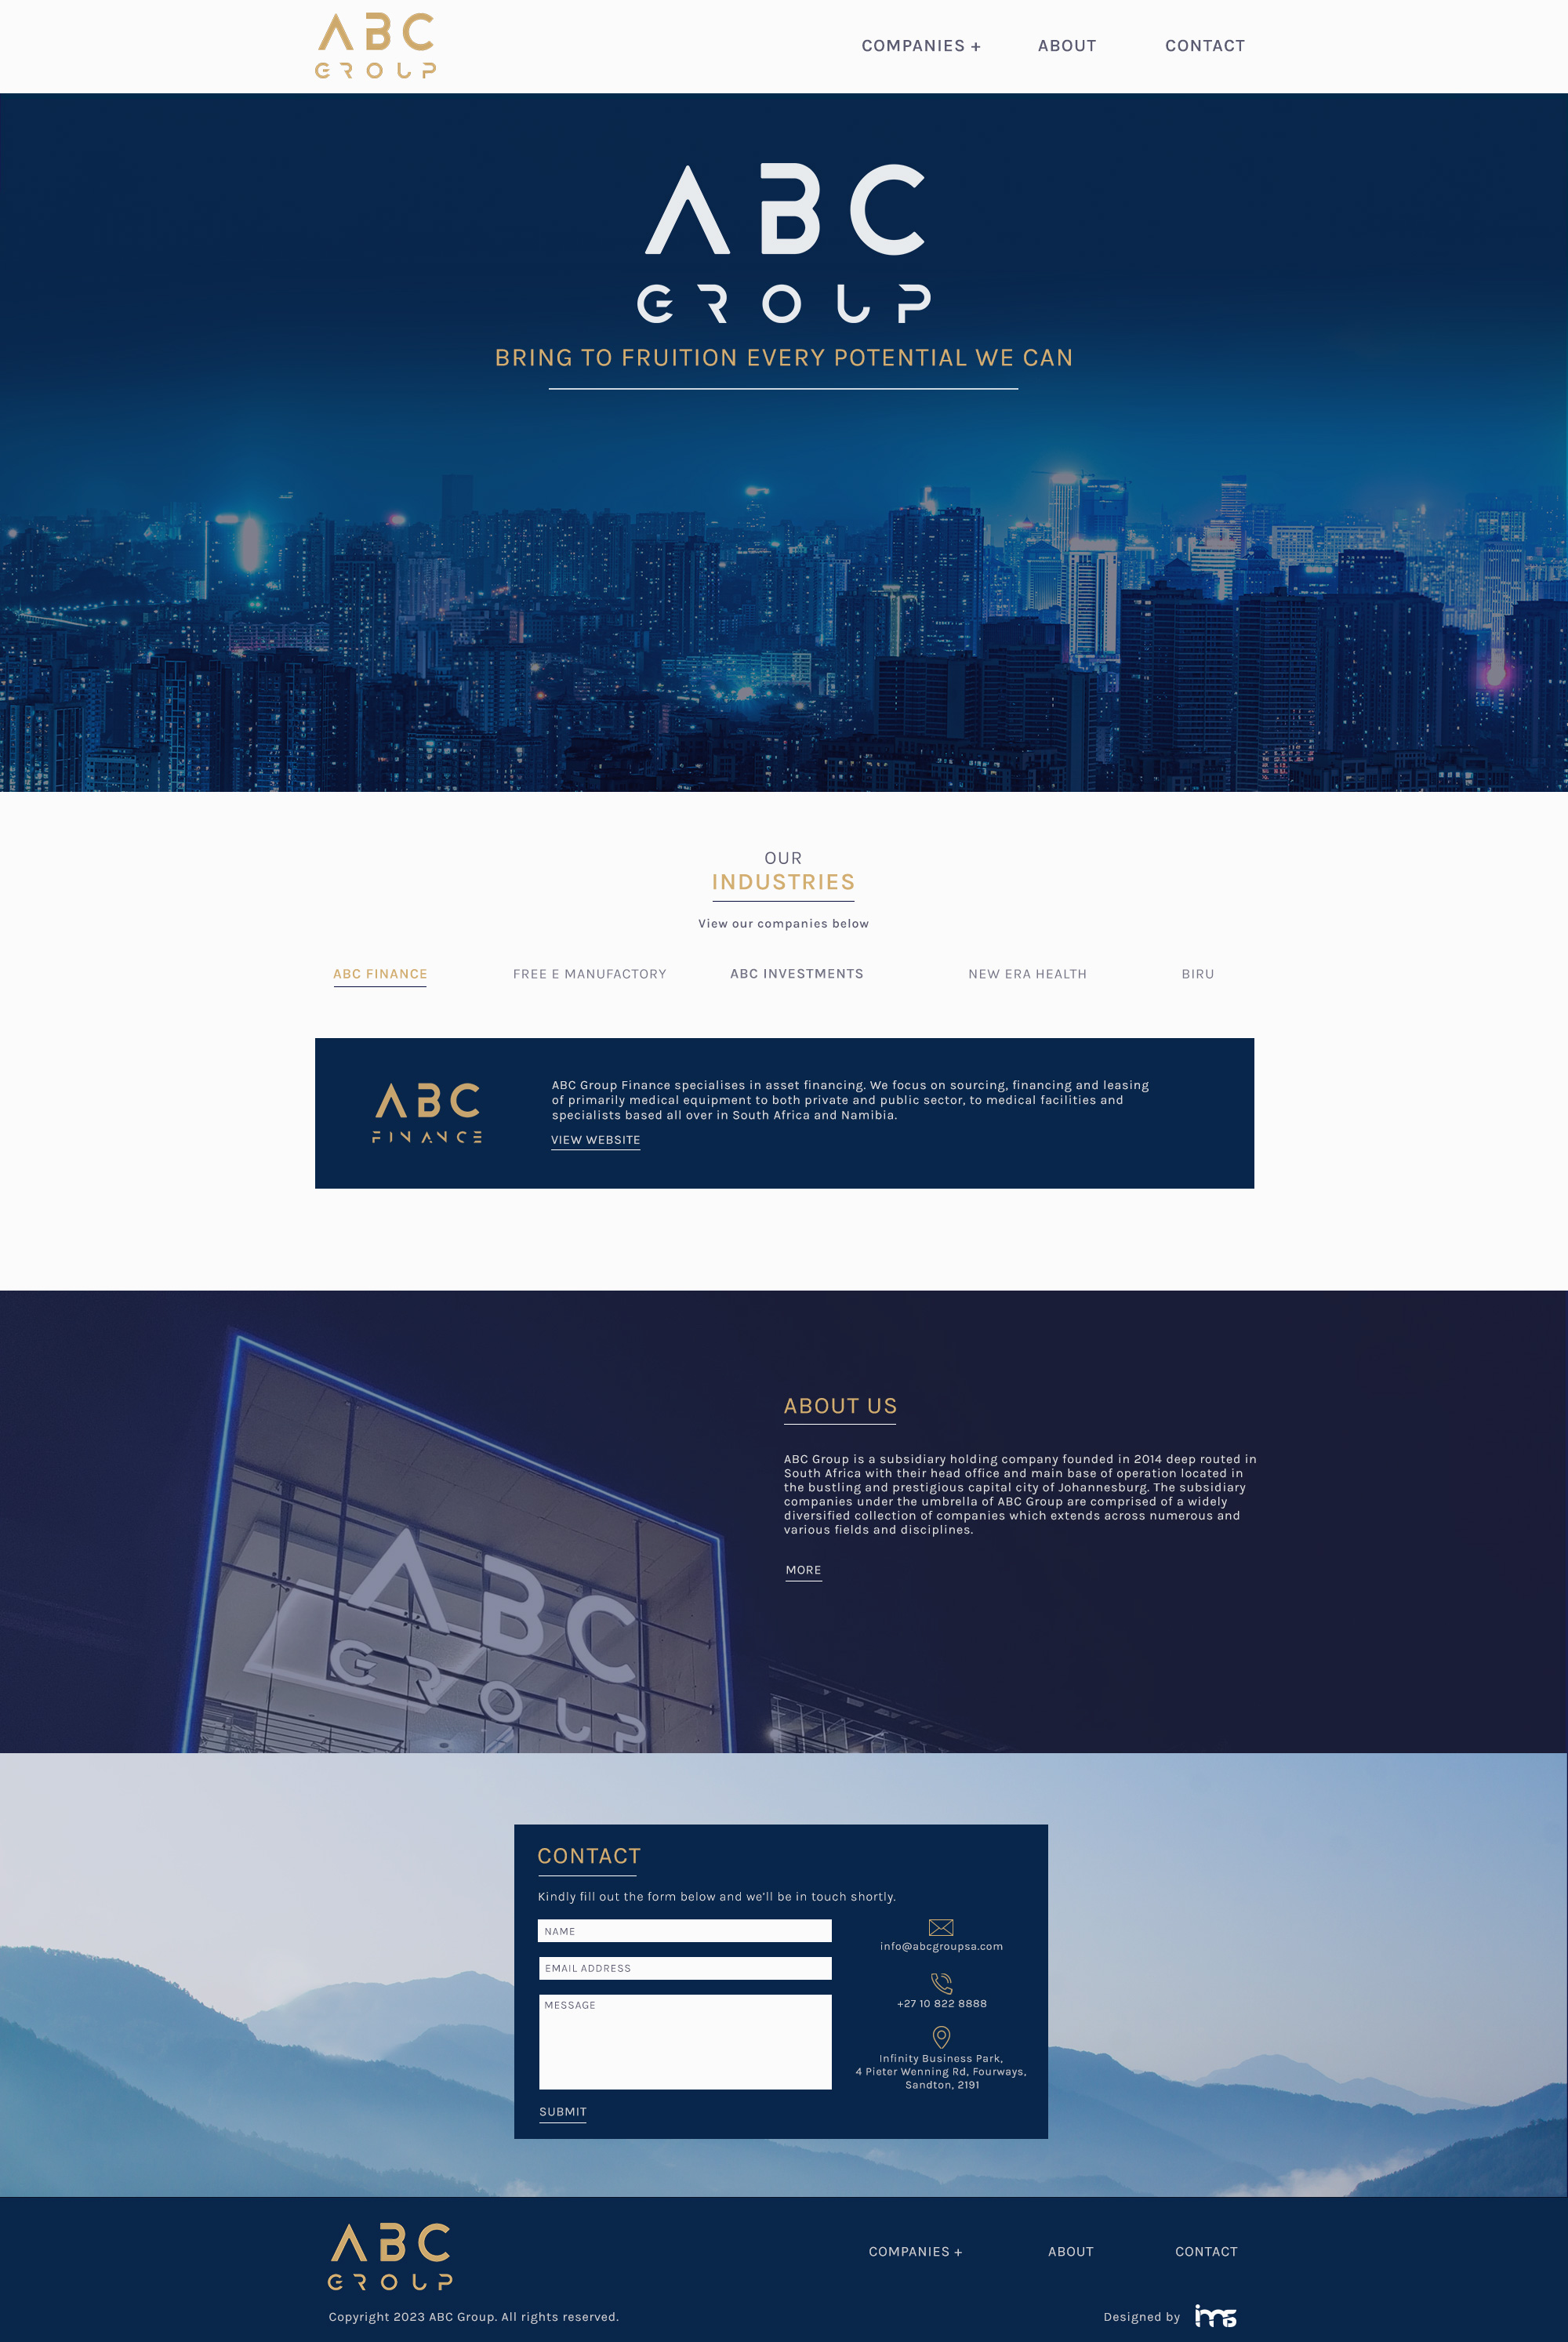 ABC
GROUP
COMPANIES +
ABOUT
CONTACT
ABC
GROUP
BRING TO FRUITION EVERY POTENTIAL WE CAN
OUR
INDUSTRIES
View our companies below
ABC FINANCE
FREE E MANUFACTORY
ABC INVESTMENTS
NEW ERA HEALTH
BIRU
ABC
FINANCE
ABC Group Finance specialises in asset financing. We focus on sourcing, financing and leasing
of primarily medical equipment to both private and public sector, to medical facilities and
specialists based all over in South Africa and Namibia.
VIEW WEBSITE
ABC
GROUP
ABOUT US
ABC Group is a subsidiary holding company founded in 2014 deep routed in
South Africa with their head office and main base of operation located in
the bustling and prestigious capital city of Johannesburg. The subsidiary
companies under the umbrella of ABC Group are comprised of a widely
diversified collection of companies which extends across numerous and
various fields and disciplines.
MORE
CONTACT
Kindly fill out the form below and we'll be in touch shortly.
NAME
EMAIL ADDRESS
MESSAGE
SUBMIT
info@abcgroupsa.com
+27 10 822 8888
Infinity Business Park,
4 Pieter Wenning Rd, Fourways,
Sandton, 2191
ABC
GROUP
COMPANIES +
ABOUT
CONTACT
Copyright 2023 ABC Group. All rights reserved.
Designed by